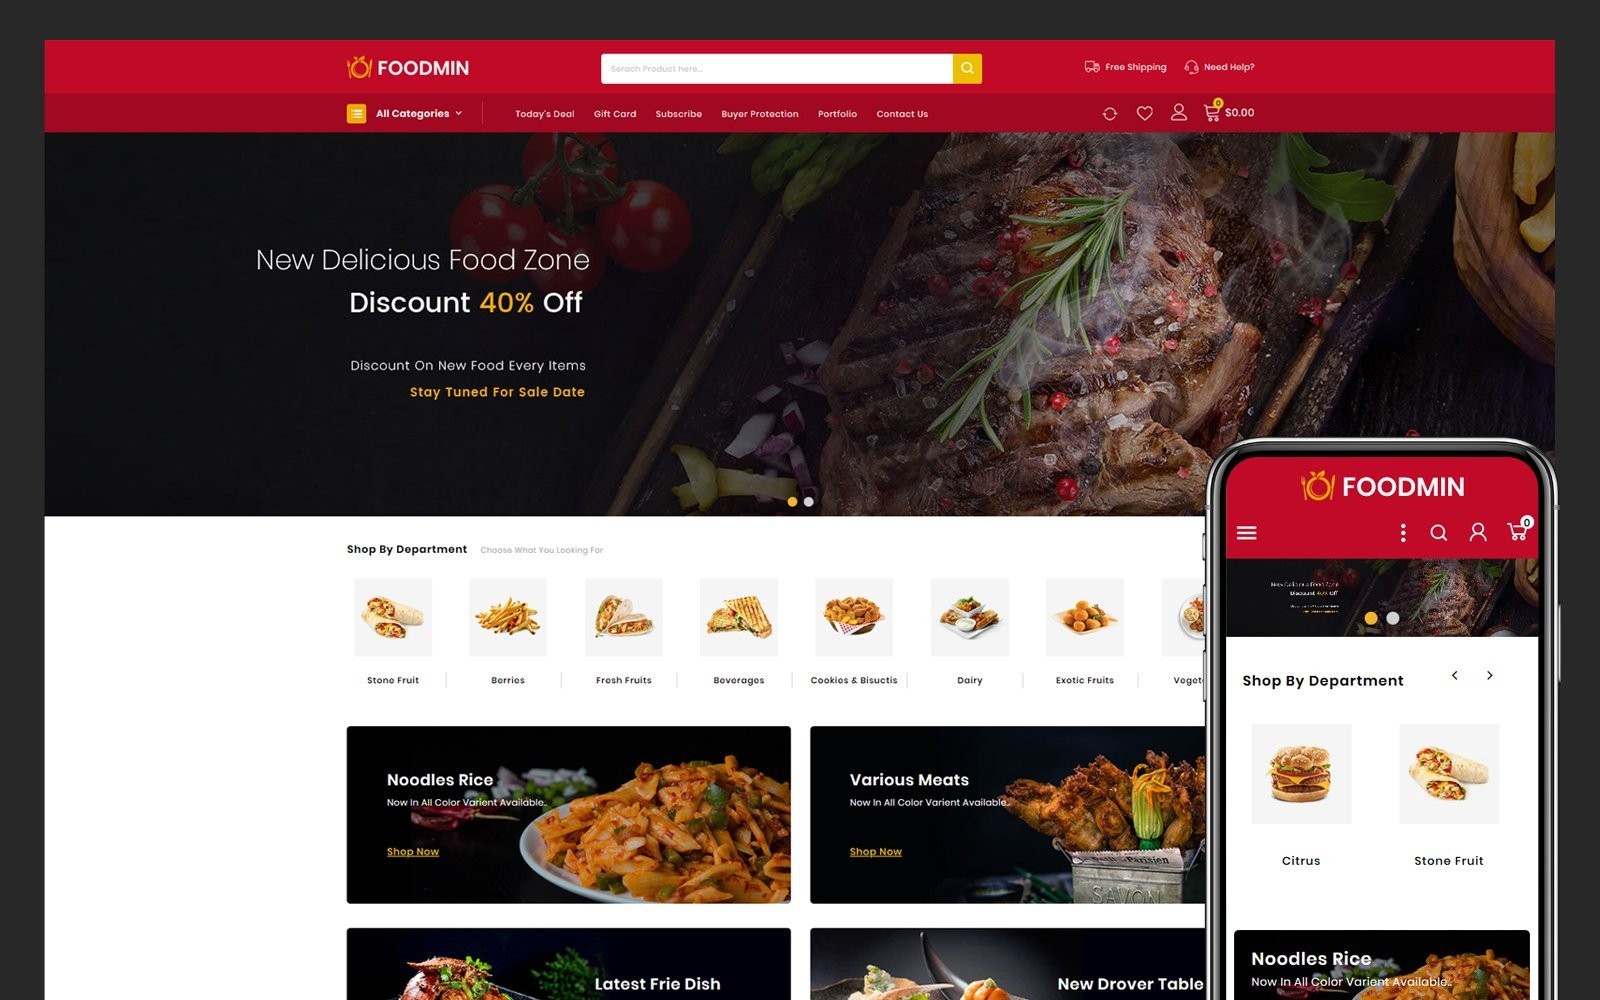 FOODMIN
Serach Product here...
Free Shipping
Need Help?
All Categories
Today's Deal
Gift Card
Subscribe
Buyer Protection
Portfolio
Contact Us
0
$0.00
New Delicious Food Zone
Discount 40% Off
Discount On New Food Every Items
Stay Tuned For Sale Date
Shop By Department
Choose What You Looking For
Stone Fruit
Berries
Fresh Fruits
Beverages
Cookies & Bisuctis
Dairy
Exotic Fruits
Noodles Rice
Now In All Color Varient Available..
Shop Now
Various Meats
Now In All Color Varient Available..
Shop Now
Parisien
SAVON
Latest Frie Dish
New Drover Table
FOODMIN
0
New Delicious Food Zone
Discount 40% Off
Shop By Department
Citrus
Stone Fruit
Noodles Rice
Now In All Color Varient Available..